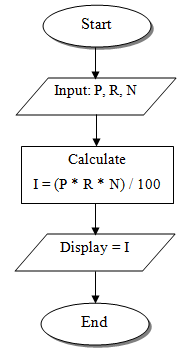 Start
Input: P, R, N
Calculate
I = (P * R * N) / 100
Display = I
End